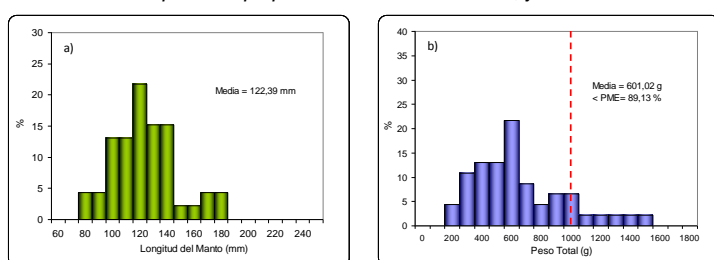 a)
Media = 122,39 mm
%
30
25
20
15
10
5
0
60 80 100 120 140 160 180 200 220 240
Longitud del Manto (mm)
b)
Media = 601,02 g
< PME= 89,13 %
%
40
35
30
25
20
15
10
5
0
0 200 400 600 800 1000 1200 1400 1600 1800
Peso Total (g)